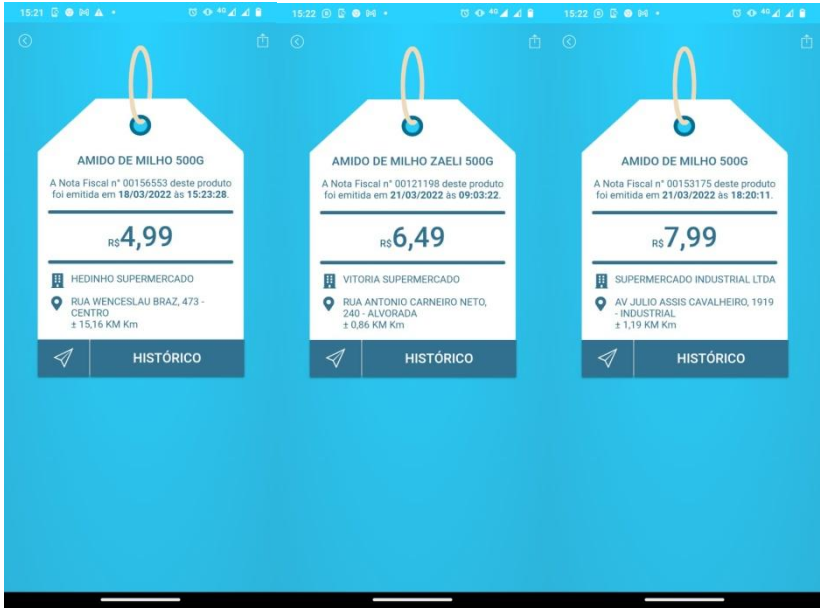 15:21
4G
AMIDO DE MILHO 500G
A Nota Fiscal n° 00156553 deste produto
foi emitida em 18/03/2022 às 15:23:28.
R$4,99
HEDINHO SUPERMERCADO
RUA WENCESLAU BRAZ, 473 -
CENTRO
± 15,16 KM Km
HISTÓRICO
15:22
4G
AMIDO DE MILHO ZAELI 500G
A Nota Fiscal n° 00121198 deste produto
foi emitida em 21/03/2022 às 09:03:22.
R$6,49
VITORIA SUPERMERCADO
RUA ANTONIO CARNEIRO NETO,
240 - ALVORADA
± 0,86 KM Km
HISTÓRICO
15:22
4G
AMIDO DE MILHO 500G
A Nota Fiscal n° 00153175 deste produto
foi emitida em 21/03/2022 às 18:20:11.
R$7,99
SUPERMERCADO INDUSTRIAL LTDA
AV JULIO ASSIS CAVALHEIRO, 1919
- INDUSTRIAL
± 1,19 KM Km
HISTÓRICO